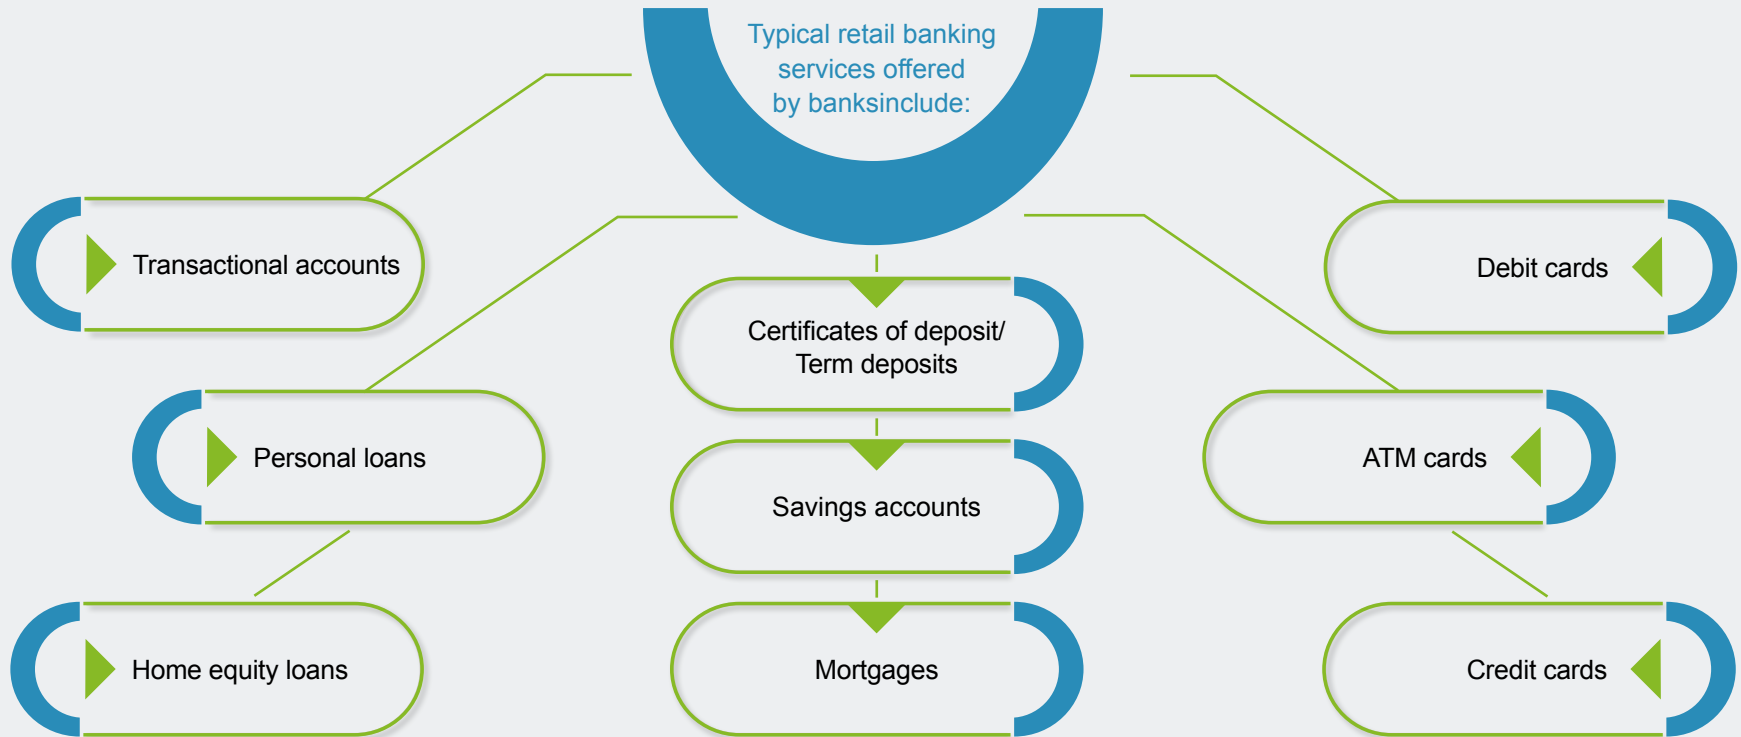 Typical retail banking
services offered
by banksinclude:
Transactional accounts
Debit cards
Certificates of deposit/
Term deposits
Personal loans
ATM cards
Savings accounts
Home equity loans
Mortgages
Credit cards